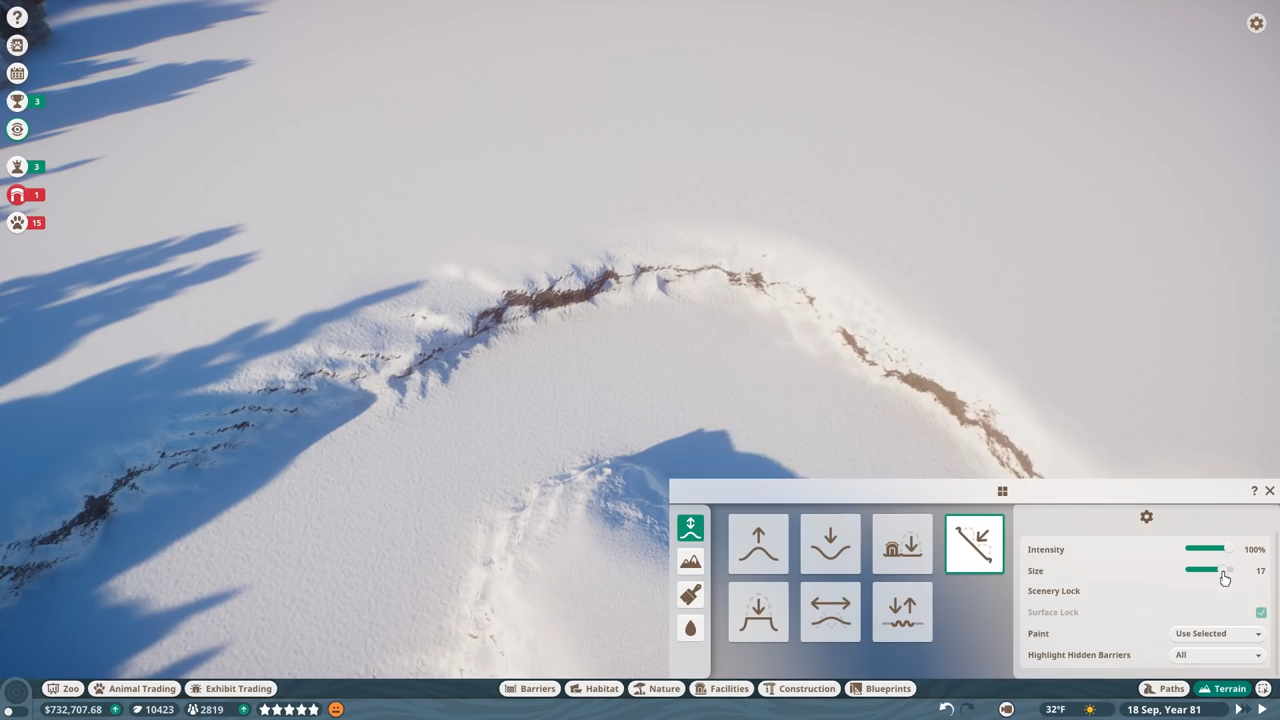 ?
3
3
1
15
?
Intensity 100%
Size 17
Scenery Lock
Surface Lock
Paint Use Selected
Highlight Hidden Barriers All
Zoo Animal Trading Exhibit Trading Barriers Habitat Nature Facilities Construction Blueprints Paths Terrain
$732,707.68 10423 2819 32°F 18 Sep, Year 81